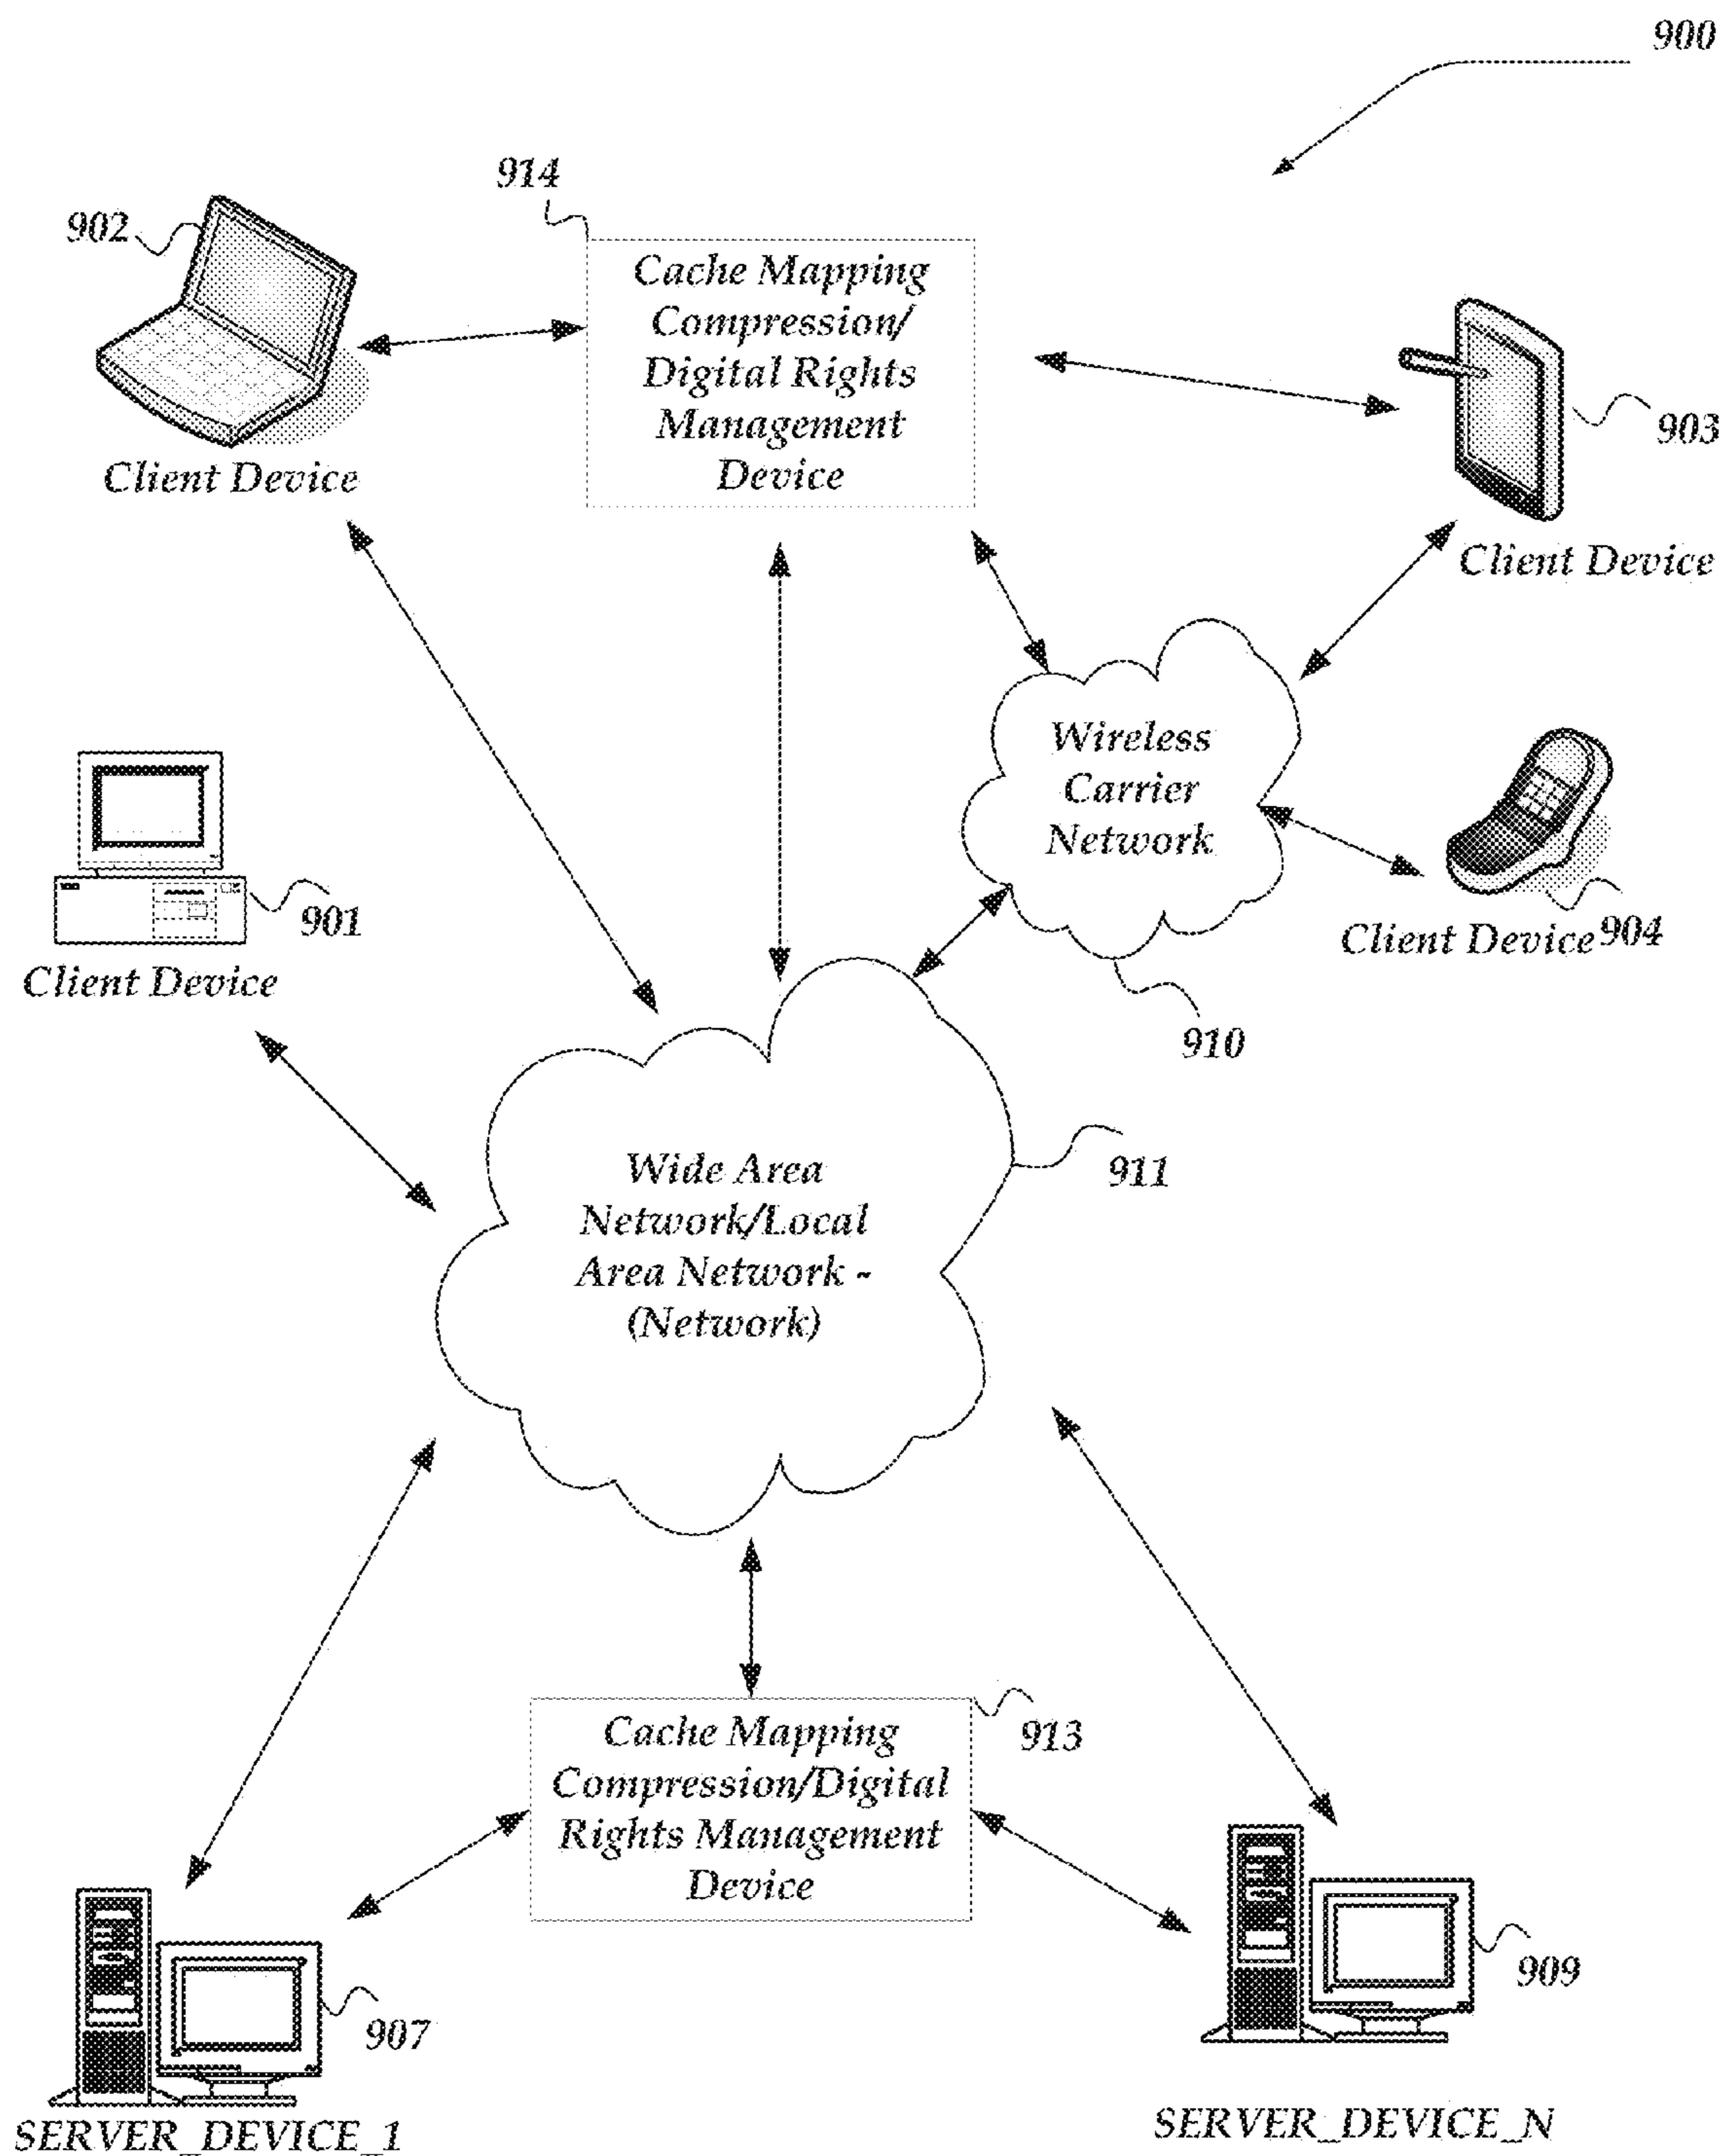 900
914
902
Cache Mapping
Compression/
Digital Rights
Management
Device
903
Client Device
Client Device
Wireless
Carrier
Network
901
904
Client Device
Client Device
910
911
Wide Area
Network/Local
Area Network -
(Network)
913
Cache Mapping
Compression/Digital
Rights Management
Device
909
907
SERVER_DEVICE_1
SERVER_DEVICE_N